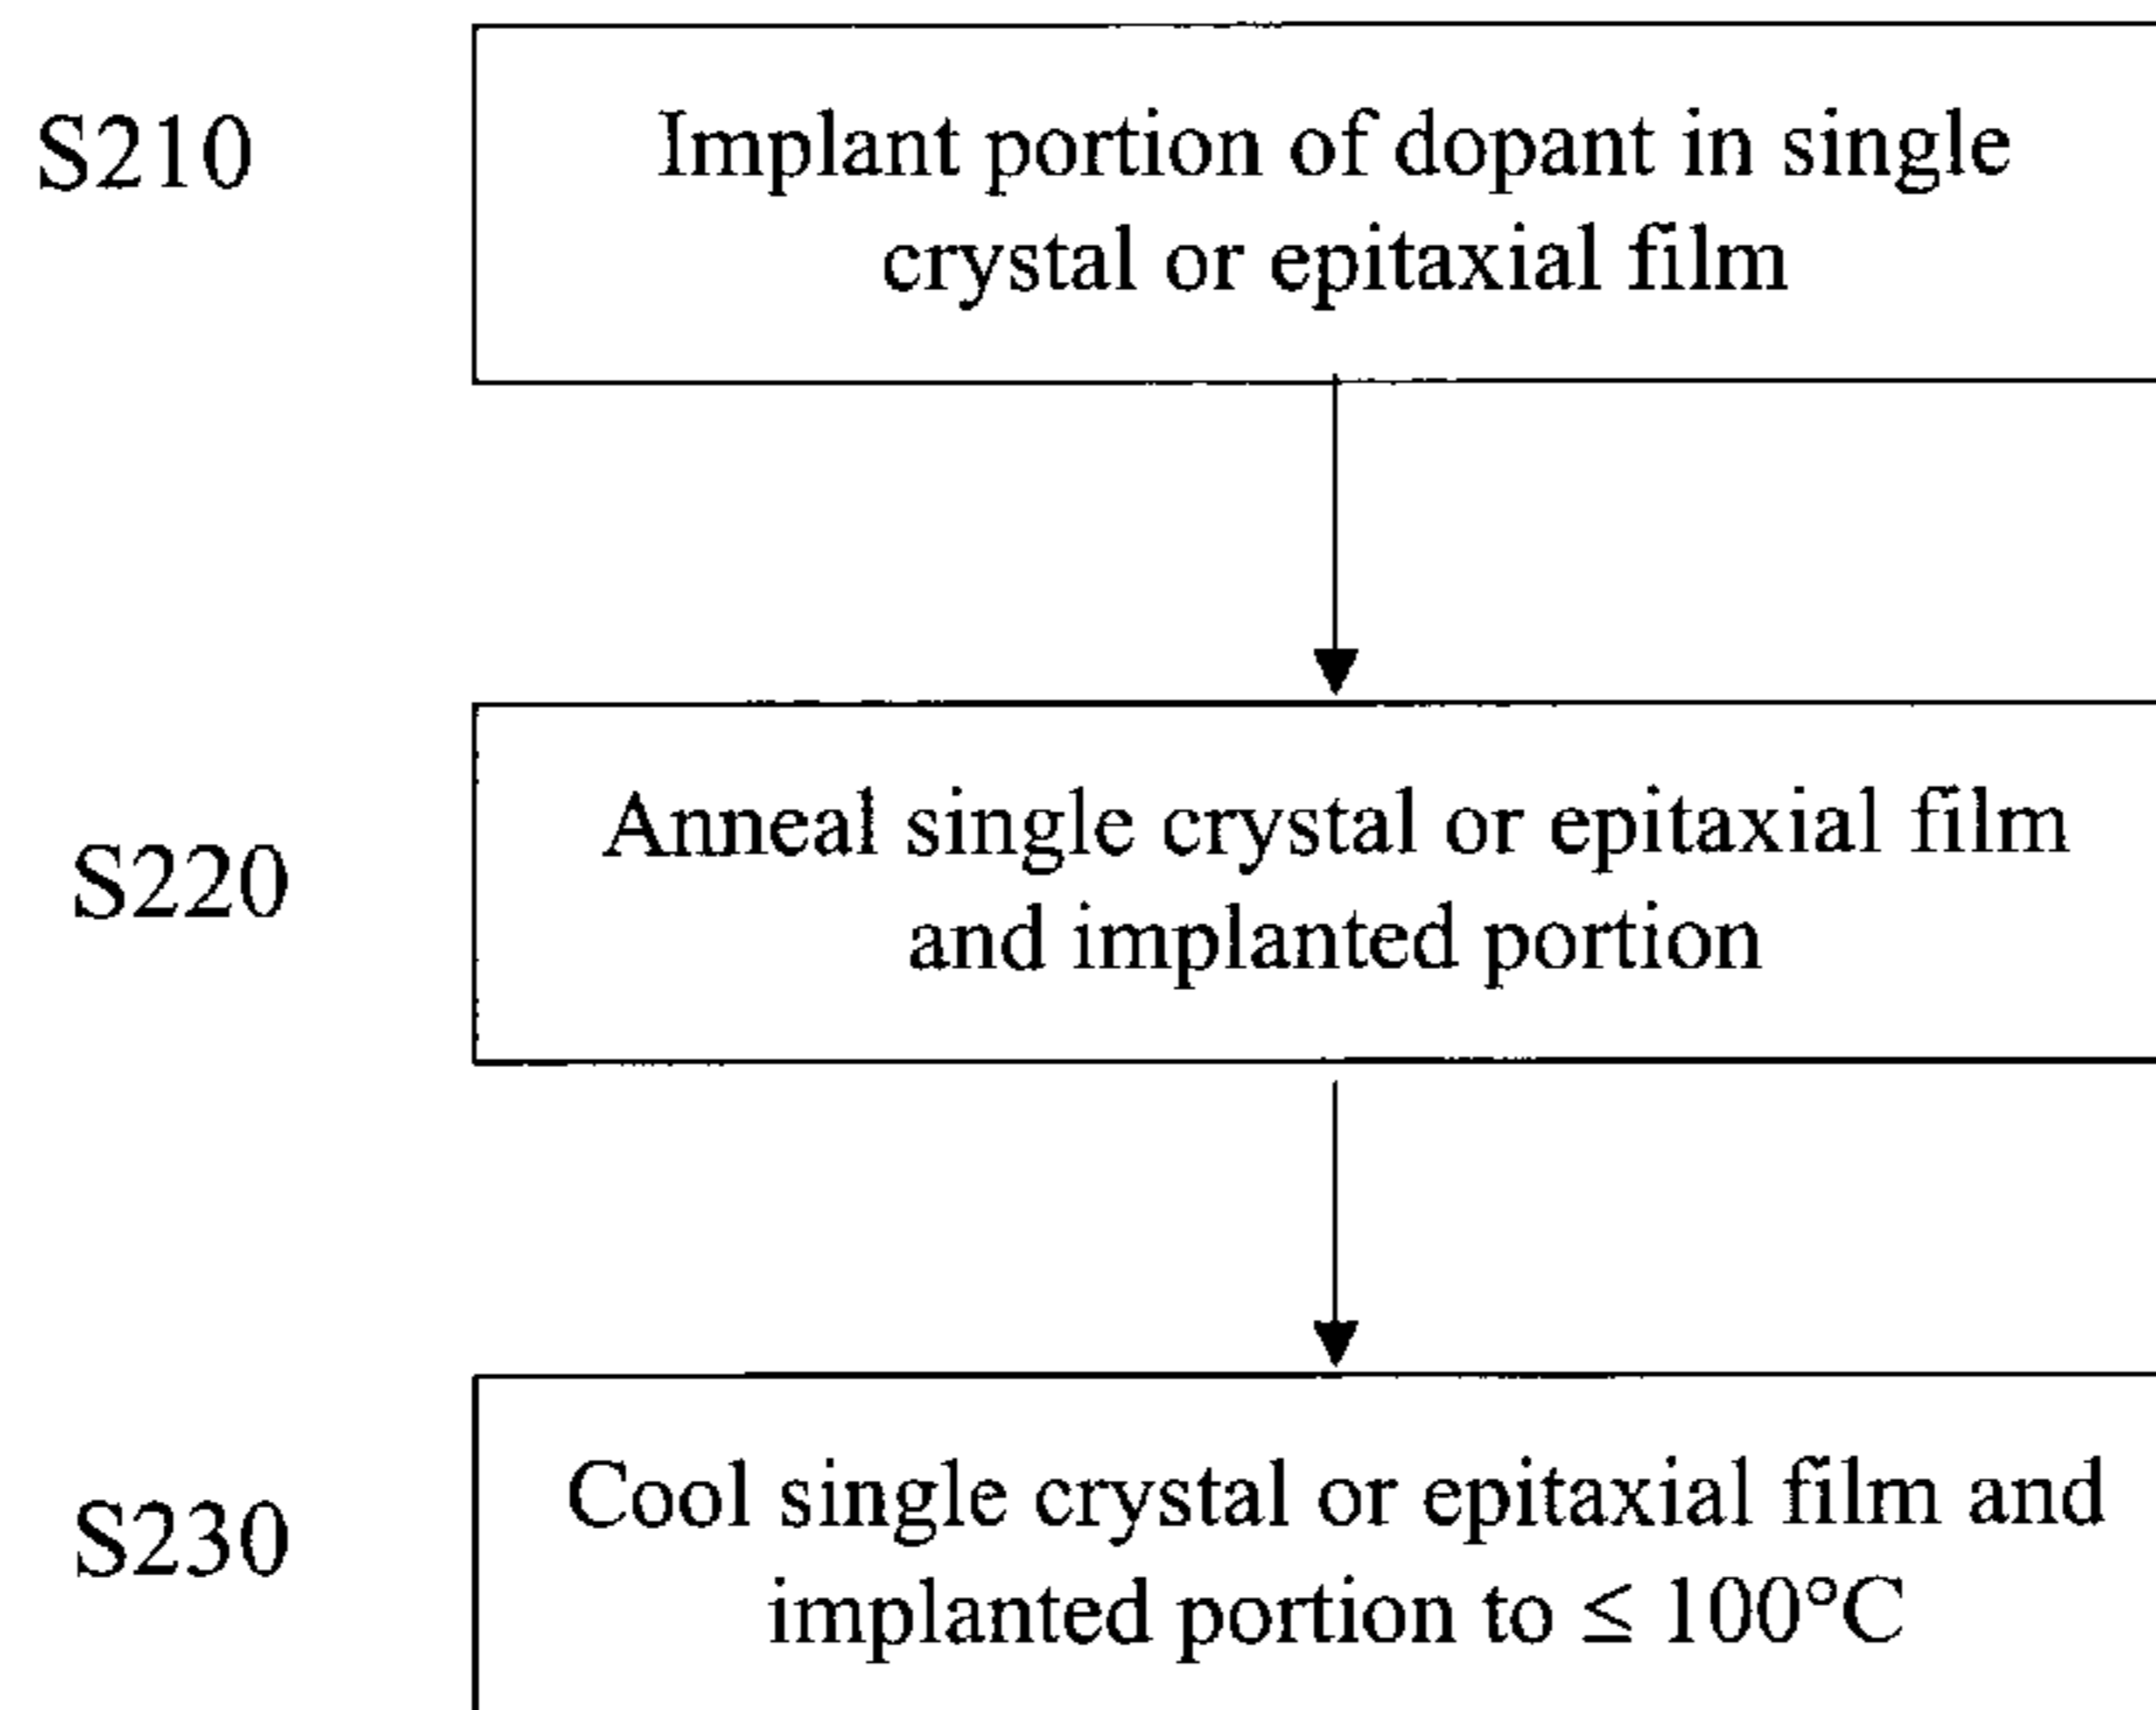 S210
Implant portion of dopant in single
crystal or epitaxial film
S220
Anneal single crystal or epitaxial film
and implanted portion
S230
Cool single crystal or epitaxial film and
implanted portion to ≤ 100°C